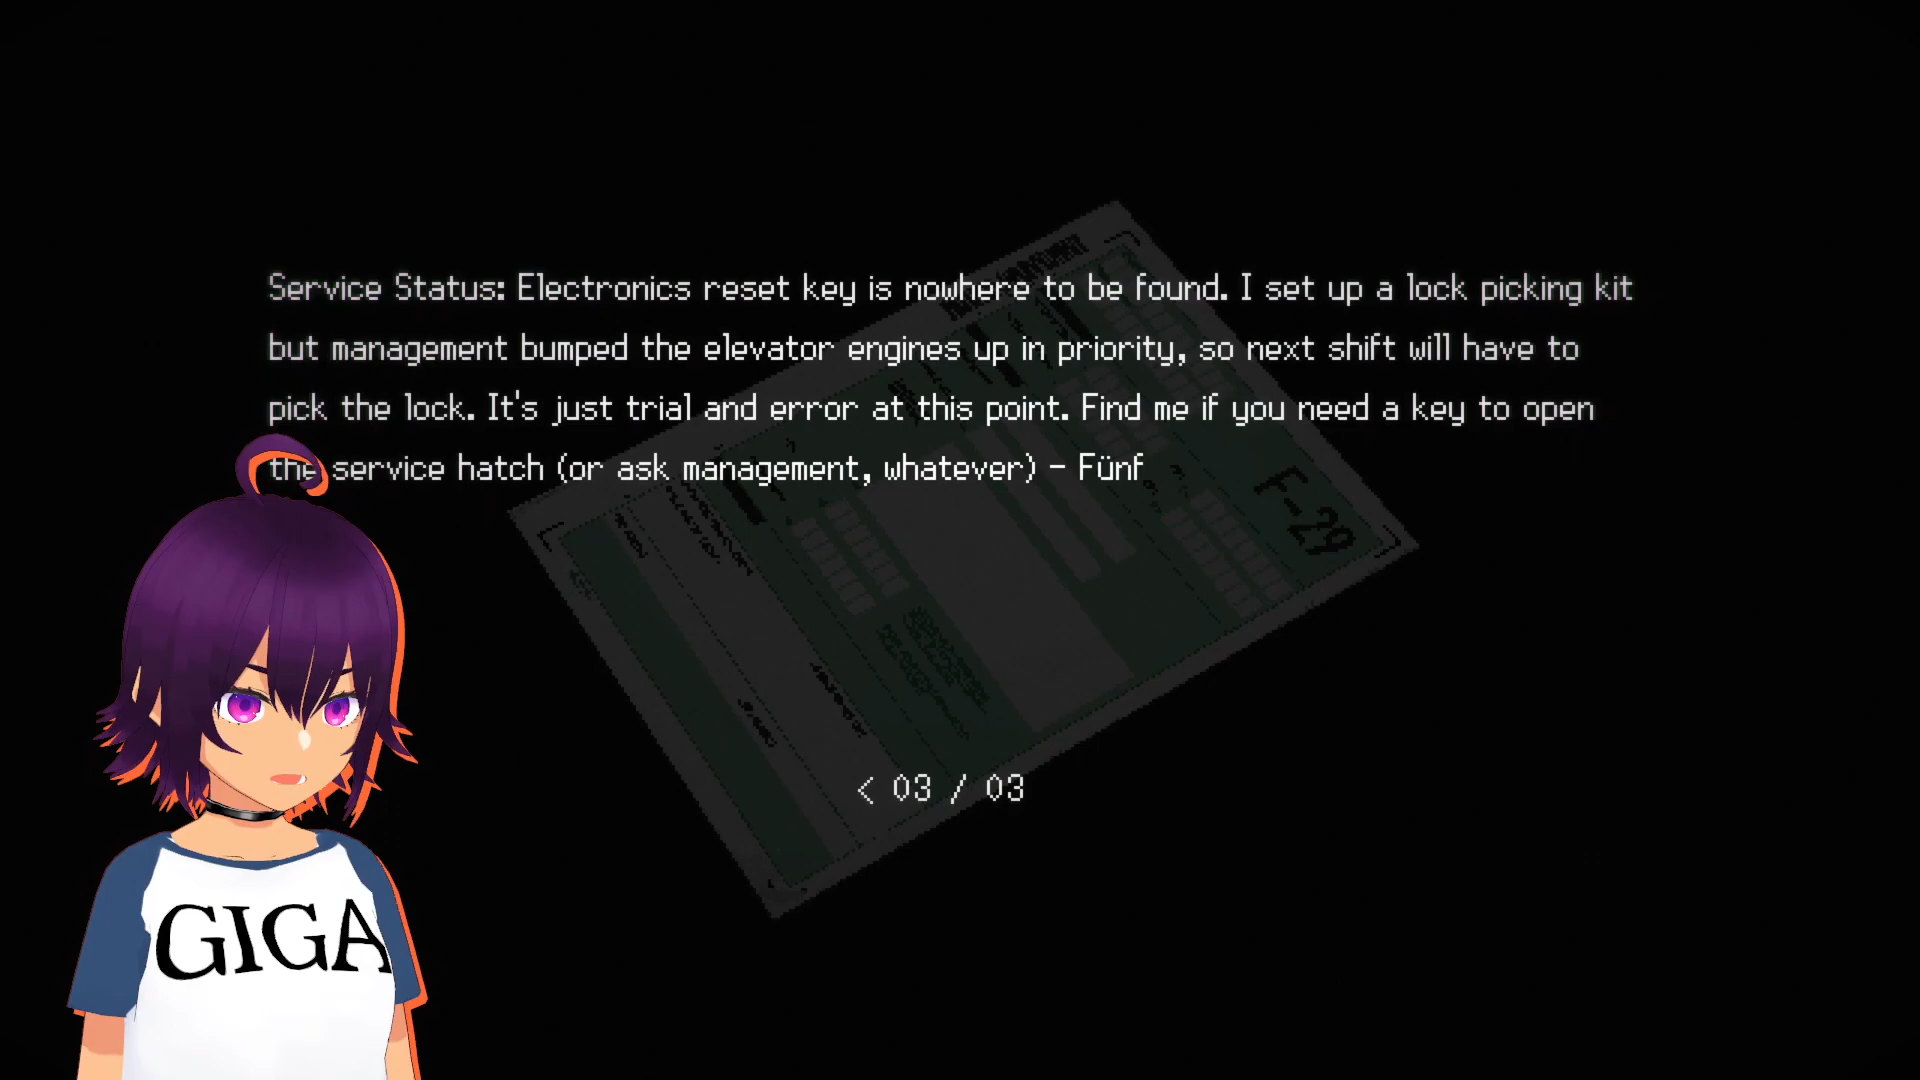 Service Status: Electronics reset key is nowhere to be found. I set up a lock picking kit
but management bumped the elevator engines up in priority, so next shift will have to
pick the lock. It's just trial and error at this point. Find me if you need a key to open
the service hatch (or ask management, whatever) - Fünf
F-29
< 03 / 03
GIGA